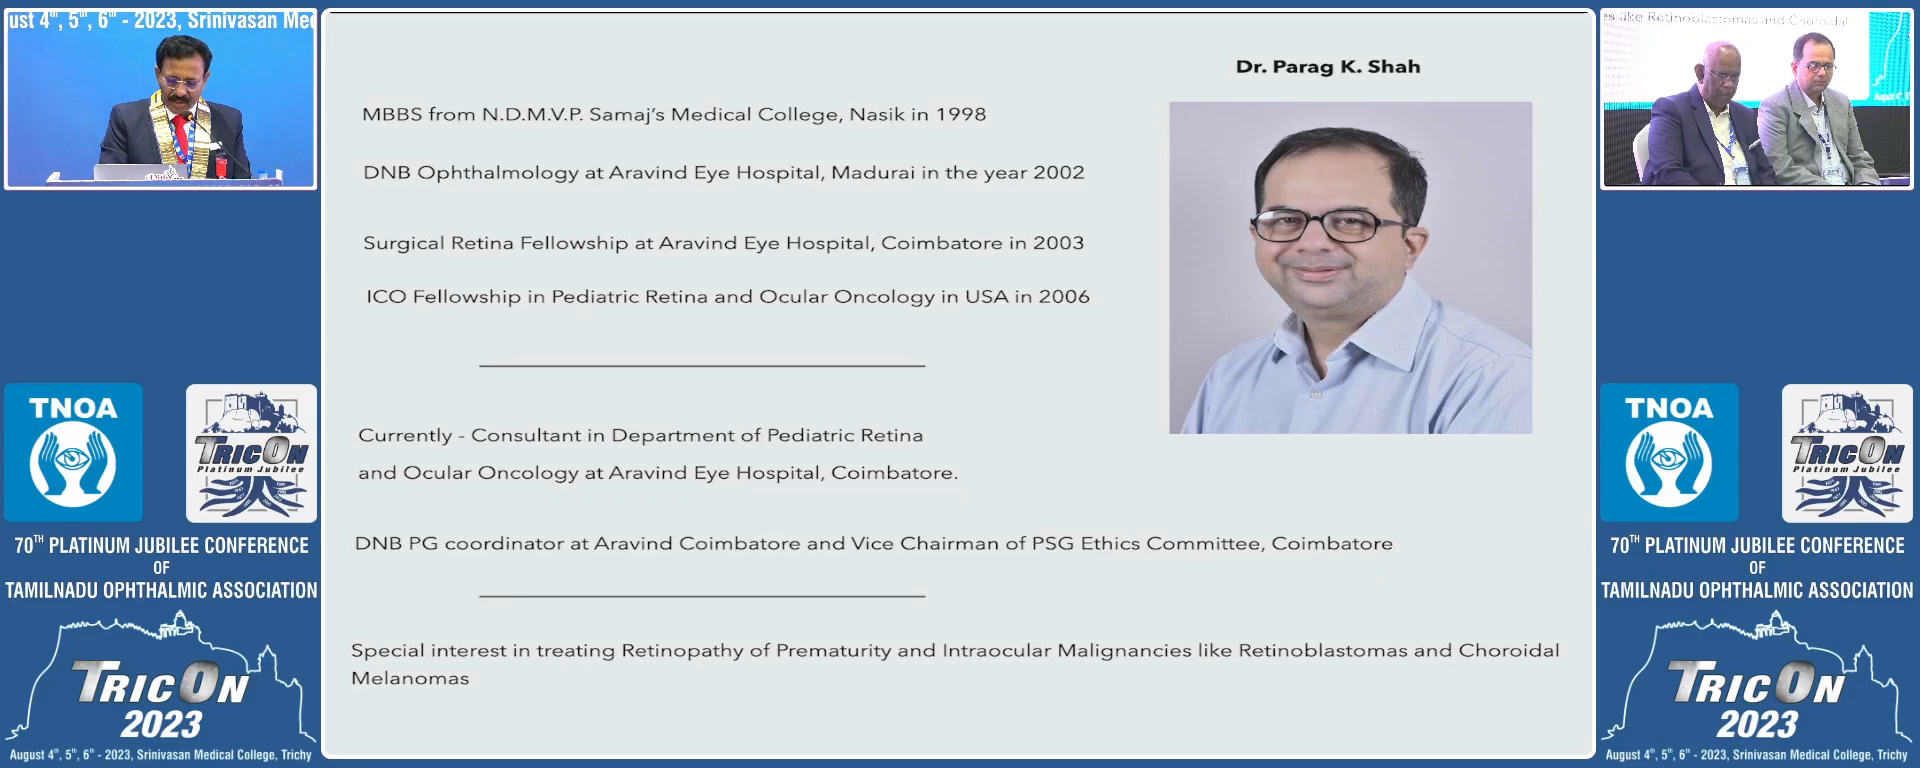 ust 4th, 5th, 6th - 2023, Srinivasan Med
Dr. Parag K. Shah
MBBS from N.D.M.V.P. Samaj's Medical College, Nasik in 1998
DNB Ophthalmology at Aravind Eye Hospital, Madurai in the year 2002
Surgical Retina Fellowship at Aravind Eye Hospital, Coimbatore in 2003
ICO Fellowship in Pediatric Retina and Ocular Oncology in USA in 2006
Currently - Consultant in Department of Pediatric Retina
and Ocular Oncology at Aravind Eye Hospital, Coimbatore.
DNB PG coordinator at Aravind Coimbatore and Vice Chairman of PSG Ethics Committee, Coimbatore
Special interest in treating Retinopathy of Prematurity and Intraocular Malignancies like Retinoblastomas and Choroidal
Melanomas
es like Retinoblastomas and Choroidal
TNOA
TRICON
Platinum Jubilee
70TH PLATINUM JUBILEE CONFERENCE
OF
TAMILNADU OPHTHALMIC ASSOCIATION
TRICON
2023
August 4th, 5th, 6th - 2023, Srinivasan Medical College, Trichy
TNOA
TRICON
Platinum Jubilee
70TH PLATINUM JUBILEE CONFERENCE
OF
TAMILNADU OPHTHALMIC ASSOCIATION
TRICON
2023
August 4th, 5th, 6th - 2023, Srinivasan Medical College, Trichy